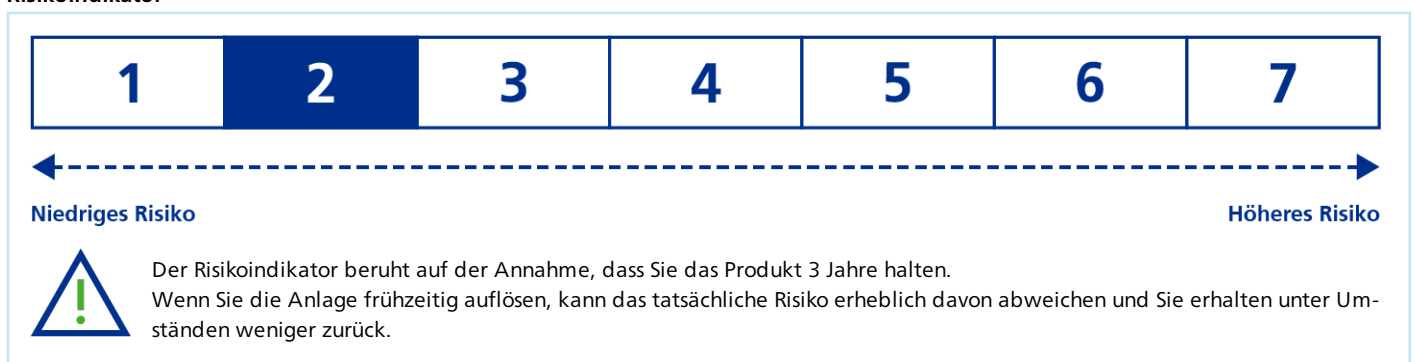 Risikoindikator
1 2 3 4 5 6 7
Niedriges Risiko Höheres Risiko
Der Risikoindikator beruht auf der Annahme, dass Sie das Produkt 3 Jahre halten.
Wenn Sie die Anlage frühzeitig auflösen, kann das tatsächliche Risiko erheblich davon abweichen und Sie erhalten unter Um-
ständen weniger zurück.